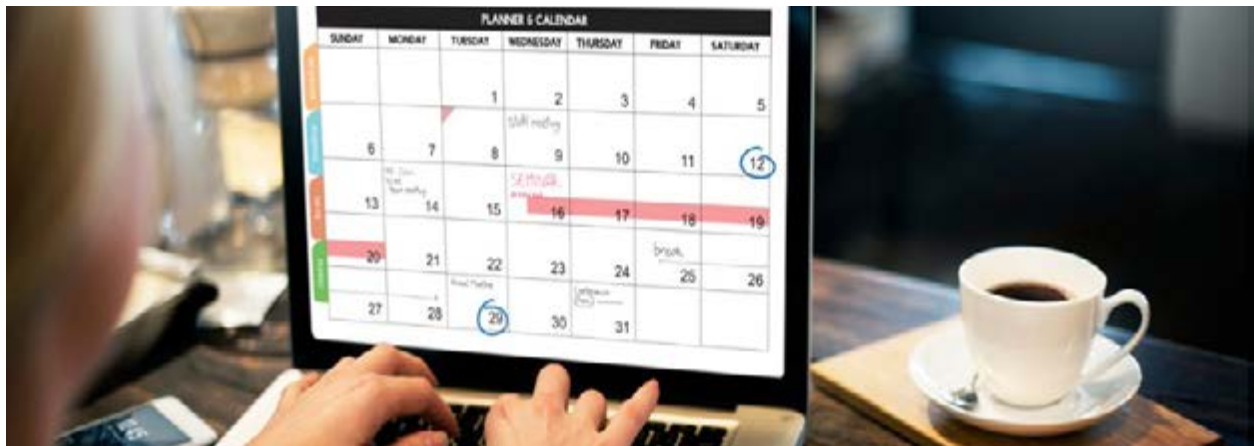 PLANNER & CALENDAR
SUNDAY MONDAY TUESDAY WEDNESDAY THURSDAY FRIDAY SATURDAY
1 2 3 4 5
Staff meeting
6 7 8 9 10 11 12
SEMINAR
13 14 15 16 17 18 19
break
20 21 22 23 24 25 26
27 28 29 30 31